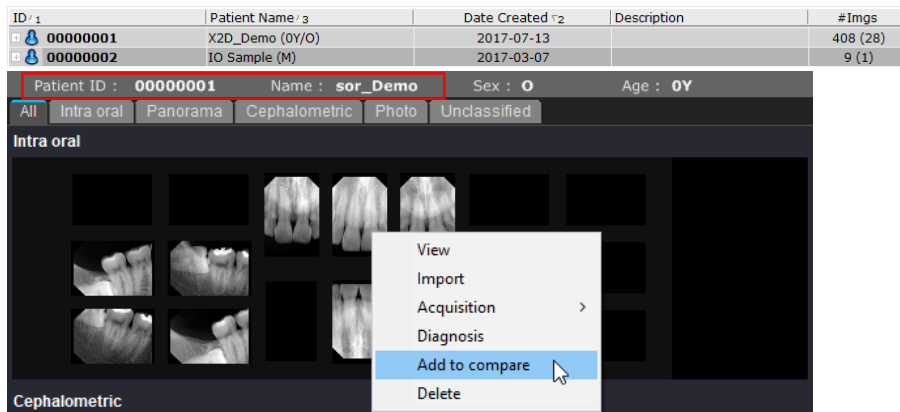 ID 1 Patient Name 3 Date Created 2 Description #Imgs
00000001 X2D_Demo (0Y/O) 2017-07-13 408 (28)
00000002 IO Sample (M) 2017-03-07 9 (1)
Patient ID : 00000001 Name : sor_Demo Sex : O Age : 0Y
All Intra oral Panorama Cephalometric Photo Unclassified
Intra oral
View
Import
Acquisition >
Diagnosis
Add to compare
Delete
Cephalometric